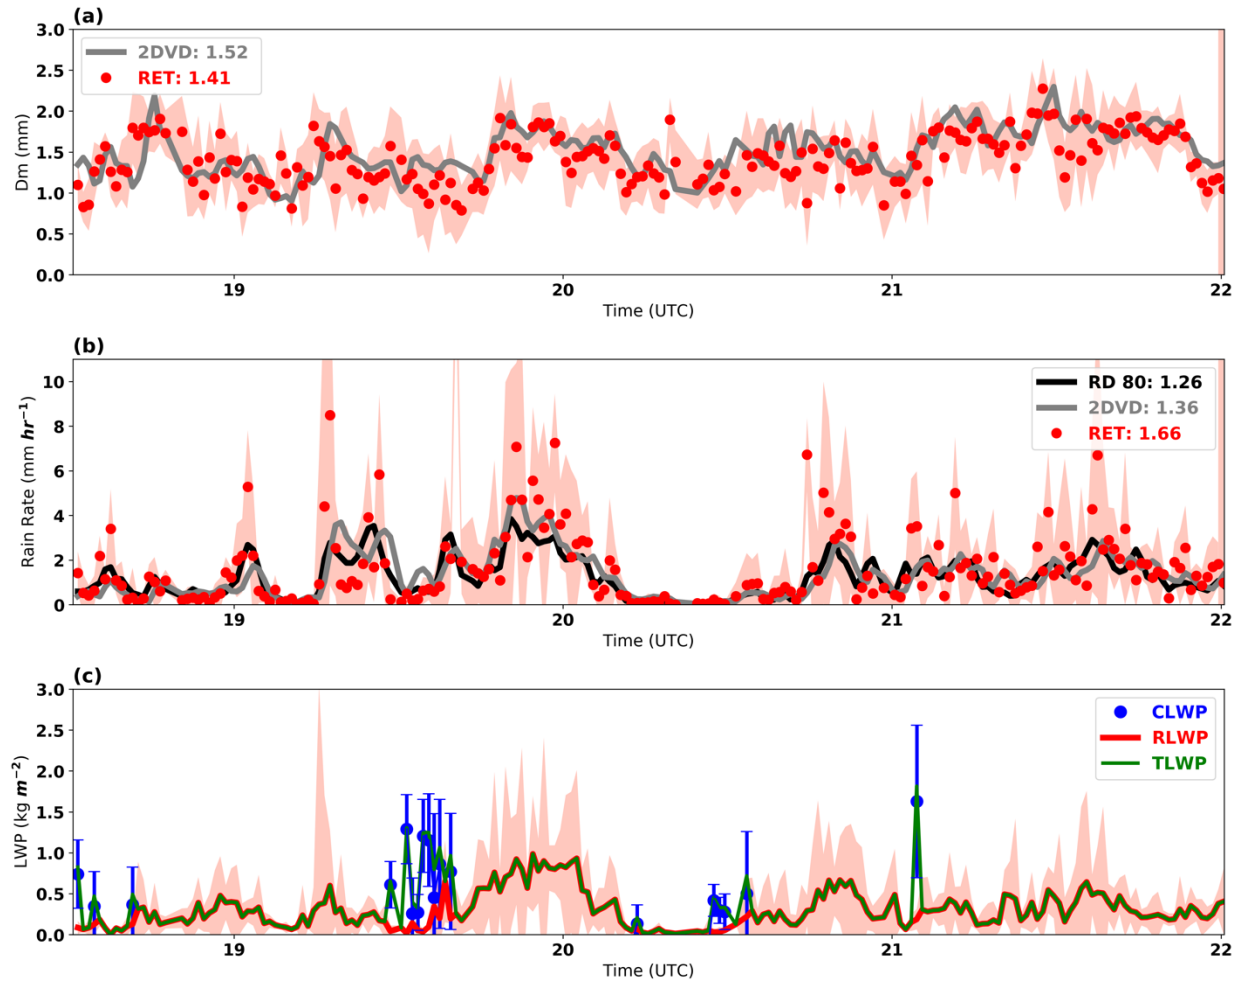 (a)
3.0
2.5
2.0
1.5
1.0
0.5
0.0
Dm (mm)
2DVD: 1.52
RET: 1.41
19
20
21
22
Time (UTC)
(b)
10
8
6
4
2
0
Rain Rate (mm hr⁻¹)
RD 80: 1.26
2DVD: 1.36
RET: 1.66
19
20
21
22
Time (UTC)
(c)
3.0
2.5
2.0
1.5
1.0
0.5
0.0
LWP (kg m⁻²)
CLWP
RLWP
TLWP
19
20
21
22
Time (UTC)